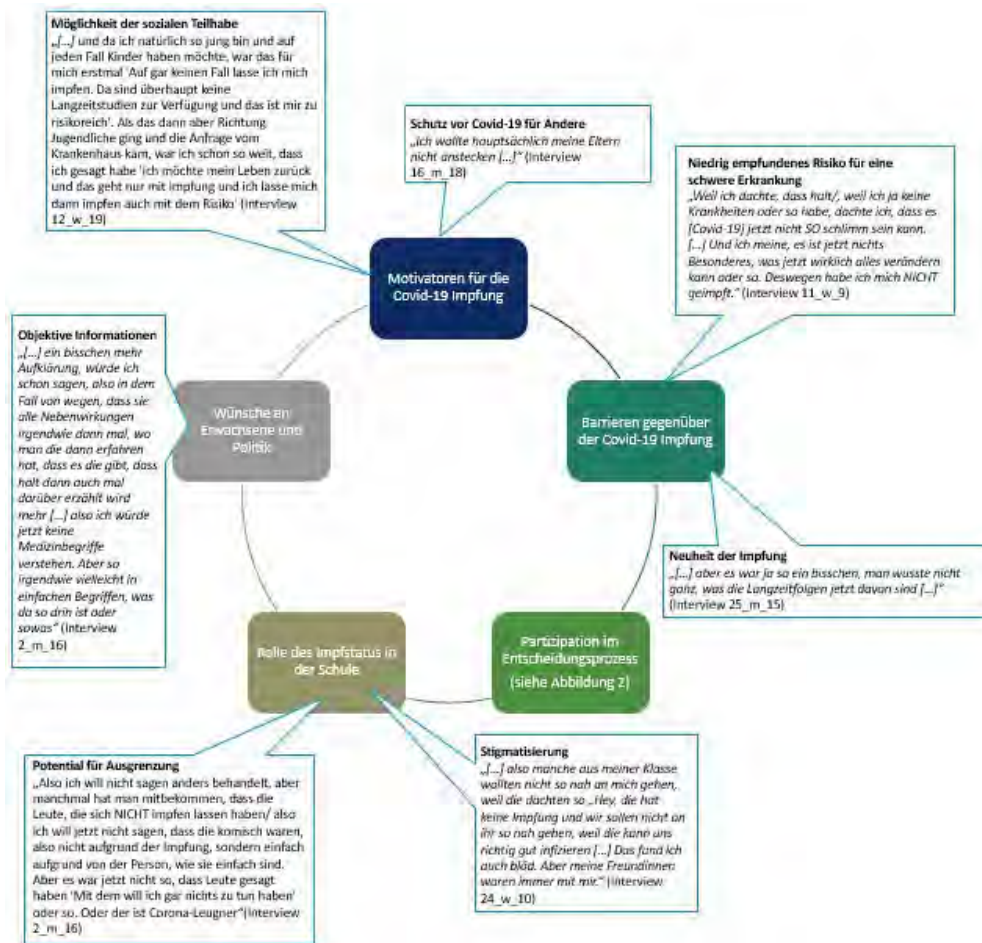 Möglichkeit der sozialen Teilhabe
„[...] und da ich natürlich so jung bin und auf
jeden Fall Kinder haben möchte, war das für
mich erstmal 'Auf gar keinen Fall lasse ich mich
impfen. Da sind überhaupt keine
Langzeitstudien zur Verfügung und das ist mir zu
risikoreich'. Als das dann aber Richtung
Jugendliche ging und die Anfrage vom
Krankenhaus kam, war ich schon so weit, dass
ich gesagt habe 'ich möchte mein Leben zurück
und das geht nur mit Impfung und ich lasse mich
dann impfen auch mit dem Risiko' (Interview
12_w_19)
Schutz vor Covid-19 für Andere
„Ich wollte hauptsächlich meine Eltern
nicht anstecken [...]“ (Interview
16_m_18)
Niedrig empfundenes Risiko für eine
schwere Erkrankung
„Weil ich dachte, dass halt/, weil ich ja keine
Krankheiten oder so habe, dachte ich, dass es
[Covid-19] jetzt nicht SO schlimm sein kann.
[...] Und ich meine, es ist jetzt nichts
Besonderes, was jetzt wirklich alles verändern
kann oder so. Deswegen habe ich mich NICHT
geimpft.“ (Interview 11_w_9)
Motivatoren für die
Covid-19 Impfung
Objektive Informationen
„[...] ein bisschen mehr
Aufklärung, würde ich
schon sagen, also in dem
Fall von wegen, dass sie
alle Nebenwirkungen
irgendwie dann mal, wo
man die dann erfahren
hat, dass es die gibt, dass
halt dann auch mal
darüber erzählt wird
mehr [...] also ich würde
jetzt keine
Medizinbegriffe
verstehen. Aber so
irgendwie vielleicht in
einfachen Begriffen, was
da so drin ist oder
sowas“ (Interview
2_m_16)
Wünsche an
Erwachsene und
Politik
Barrieren gegenüber
der Covid-19 Impfung
Neuheit der Impfung
„[...] aber es war ja so ein bisschen, man wusste nicht
ganz, was die Langzeitfolgen jetzt davon sind [...]“
(Interview 25_m_15)
Rolle des Impfstatus in
der Schule
Participation im
Entscheidungsprozess
(siehe Abbildung 2)
Potential für Ausgrenzung
„Also ich will nicht sagen anders behandelt, aber
manchmal hat man mitbekommen, dass die
Leute, die sich NICHT impfen lassen haben/ also
ich will jetzt nicht sagen, dass die komisch waren,
also nicht aufgrund der Impfung, sondern einfach
aufgrund von der Person, wie sie einfach sind.
Aber es war jetzt nicht so, dass Leute gesagt
haben 'Mit dem will ich gar nichts zu tun haben'
oder so. Oder der ist Corona-Leugner“(Interview
2_m_16)
Stigmatisierung
„[...] also manche aus meiner Klasse
wollten nicht so nah an mich gehen,
weil die dachten so „Hey, die hat
keine Impfung und wir sollen nicht an
ihr so nah gehen, weil die kann uns
richtig gut infizieren [...] Das fand ich
auch blöd. Aber meine Freundinnen
waren immer mit mir.“ (Interview
24_w_10)